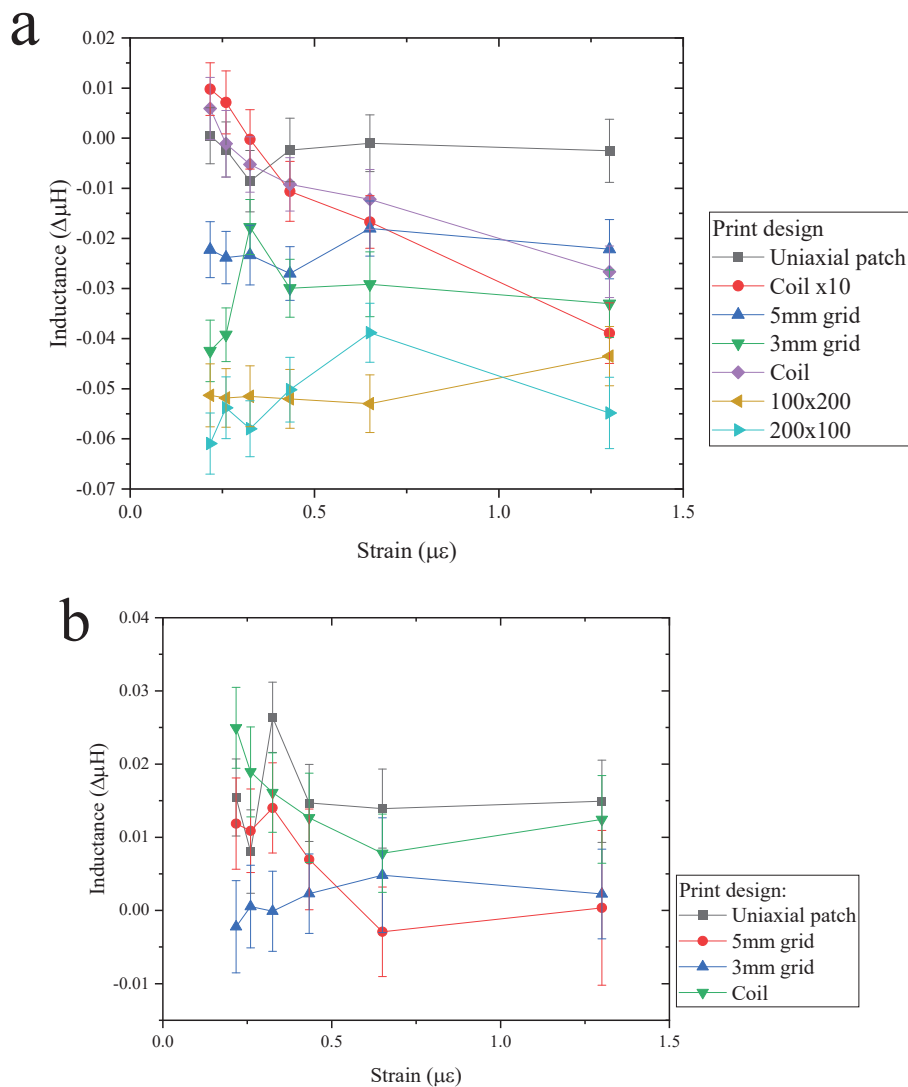 a
0.02
0.01
0.00
-0.01
-0.02
-0.03
-0.04
-0.05
-0.06
-0.07
Inductance (ΔμH)
0.0
0.5
1.0
1.5
Strain (με)
Print design
Uniaxial patch
Coil x10
5mm grid
3mm grid
Coil
100x200
200x100
b
0.04
0.03
0.02
0.01
0.00
-0.01
Inductance (ΔμH)
0.0
0.5
1.0
1.5
Strain (με)
Print design:
Uniaxial patch
5mm grid
3mm grid
Coil